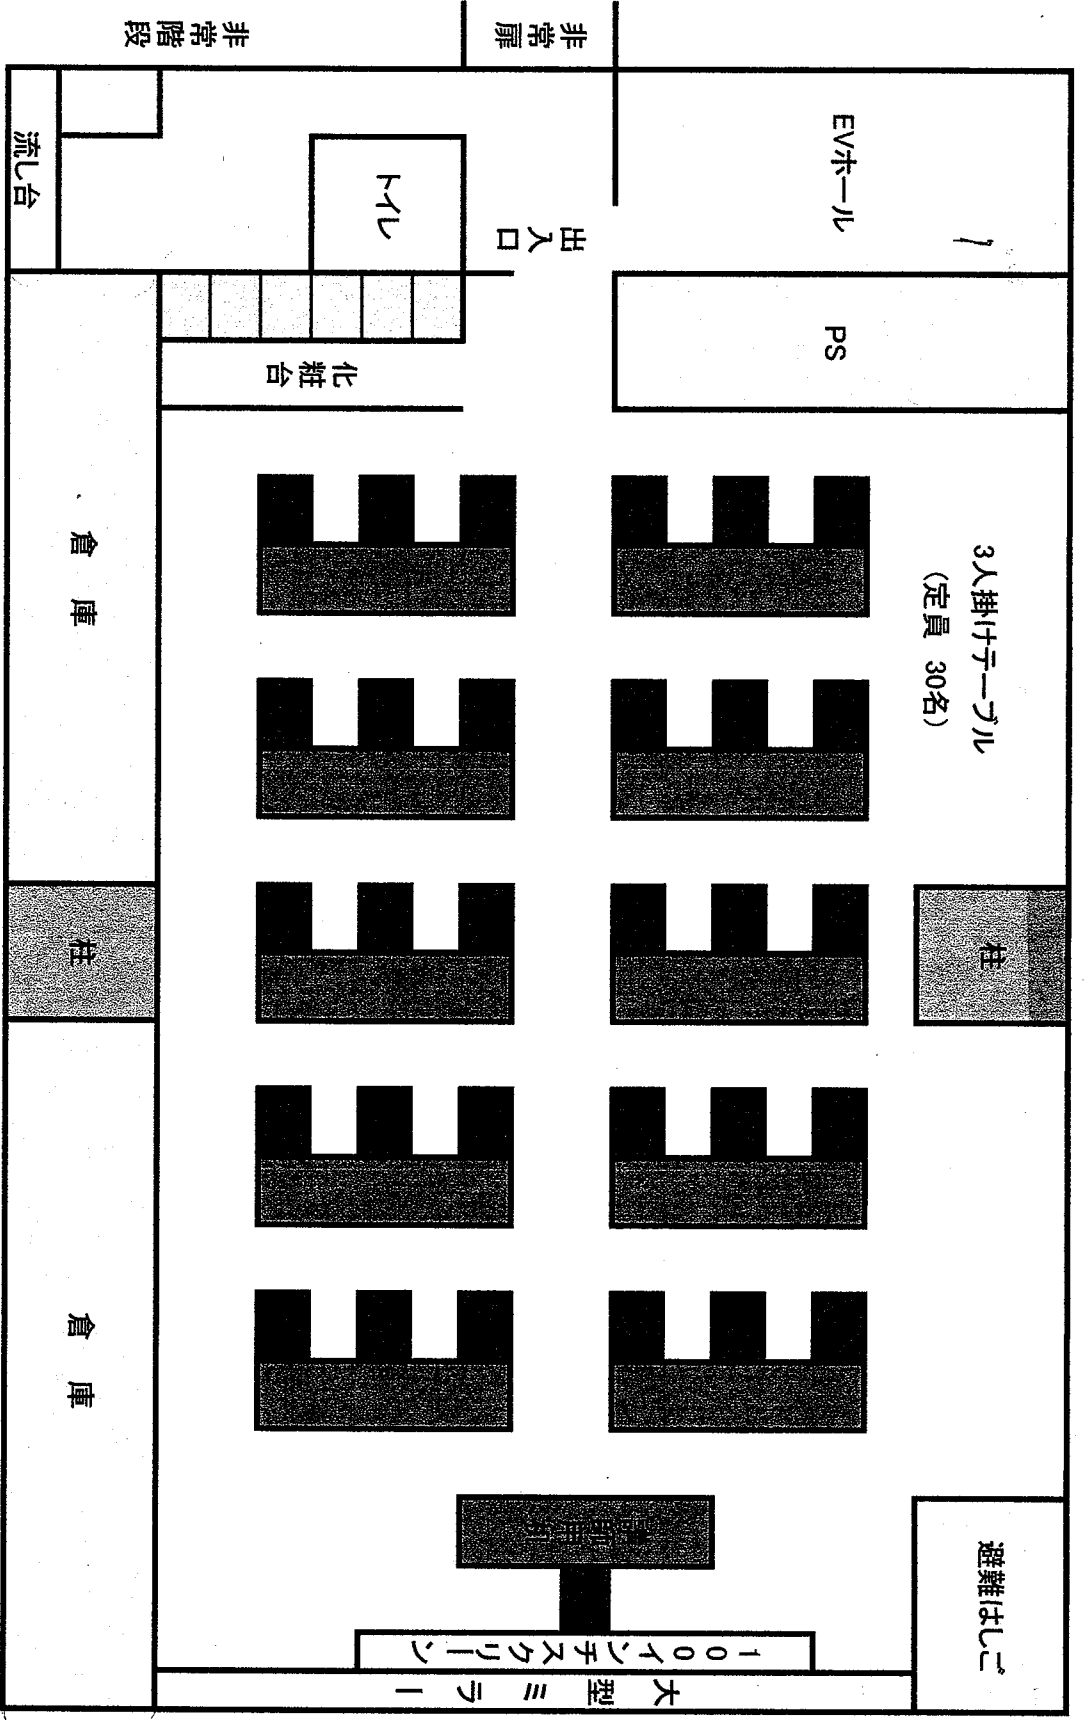 非常階段
非常扉
EVホール
流し台
トイレ
出入口
PS
化粧台
3人掛けテーブル
(定員 30名)
倉庫
柱
柱
倉庫
講師用机
避難はしご
100インチスクリーン
大型ミラー